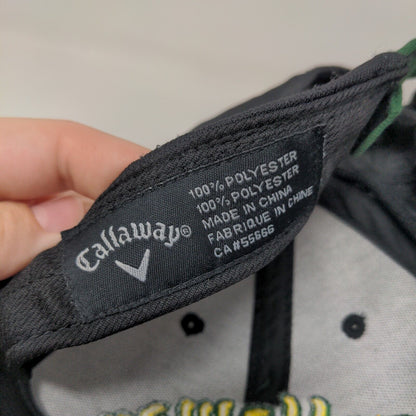 Callaway®
100% POLYESTER
100% POLYESTER
MADE IN CHINA
FABRIQUE IN CHINE
CA#55666